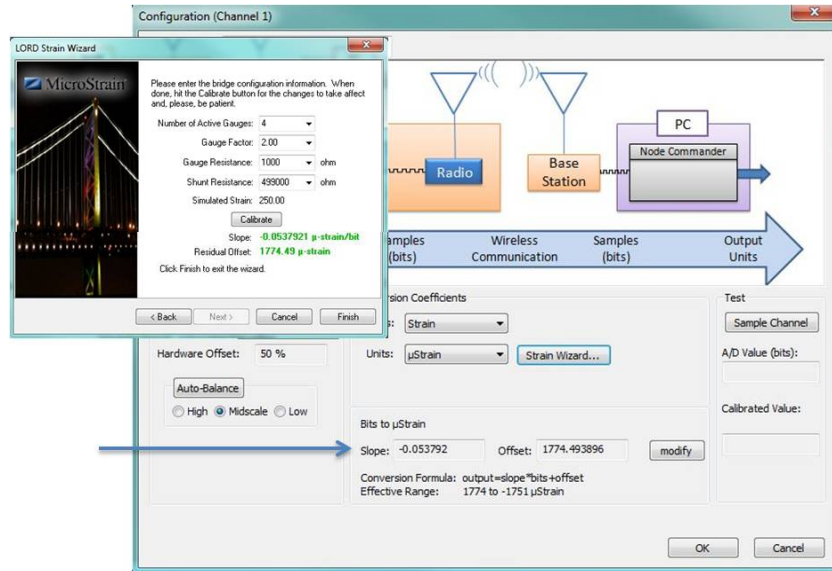 Configuration (Channel 1)
LORD Strain Wizard
MicroStrain
Please enter the bridge configuration information. When
done, hit the Calibrate button for the changes to take affect
and, please, be patient.
Number of Active Gauges: 4
Gauge Factor: 2.00
Gauge Resistance: 1000 ohm
Shunt Resistance: 499000 ohm
Simulated Strain: 250.00
Calibrate
Slope: -0.0537921 µ-strain/bit
Residual Offset: 1774.49 µ-strain
Click Finish to exit the wizard.
< Back Next > Cancel Finish
Radio
Base
Station
PC
Node Commander
(bits)
Wireless
Communication
Samples
(bits)
Output
Units
Coefficients
Strain
Units: µStrain Strain Wizard...
Hardware Offset: 50 %
Auto-Balance
High Midscale Low
Bits to µStrain
Slope: -0.053792 Offset: 1774.493896 modify
Conversion Formula: output=slope*bits+offset
Effective Range: 1774 to -1751 µStrain
Test
Sample Channel
A/D Value (bits):
Calibrated Value:
OK Cancel